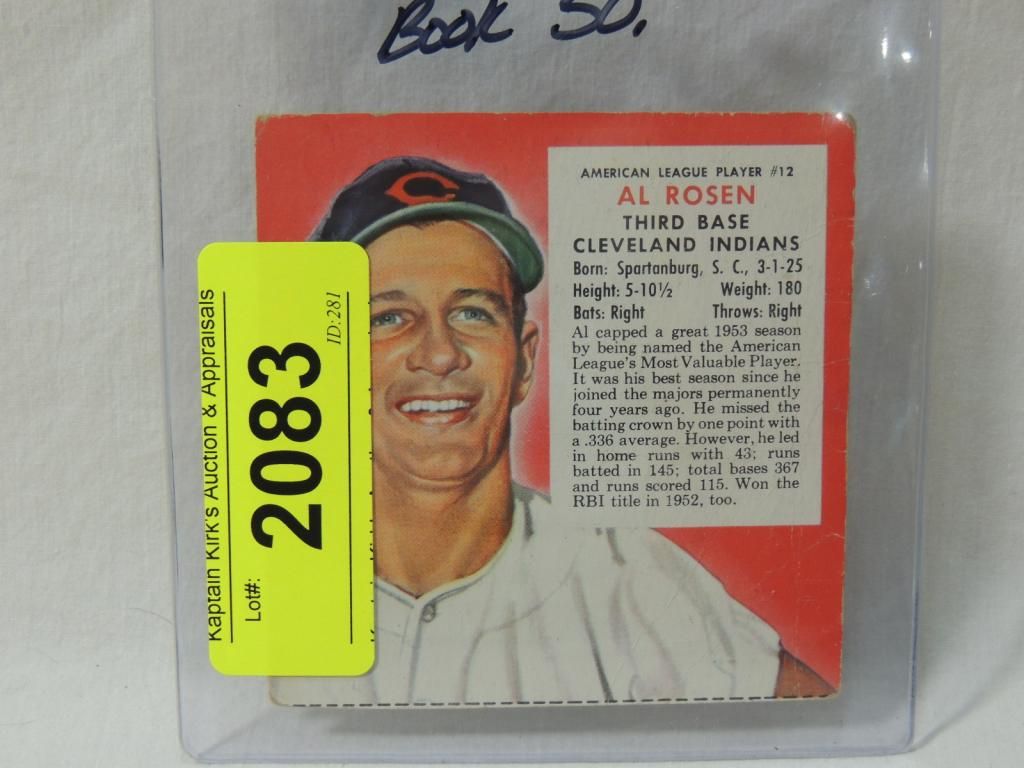 Book 50.
AMERICAN LEAGUE PLAYER #12
AL ROSEN
THIRD BASE
CLEVELAND INDIANS
Born: Spartanburg, S. C., 3-1-25
Height: 5-10½ Weight: 180
Bats: Right Throws: Right
Al capped a great 1953 season
by being named the American
League's Most Valuable Player.
It was his best season since he
joined the majors permanently
four years ago. He missed the
batting crown by one point with
a .336 average. However, he led
in home runs with 43; runs
batted in 145; total bases 367
and runs scored 115. Won the
RBI title in 1952, too.
Kaptain Kirk's Auction & Appraisals
Lot#:
2083
ID:281
C